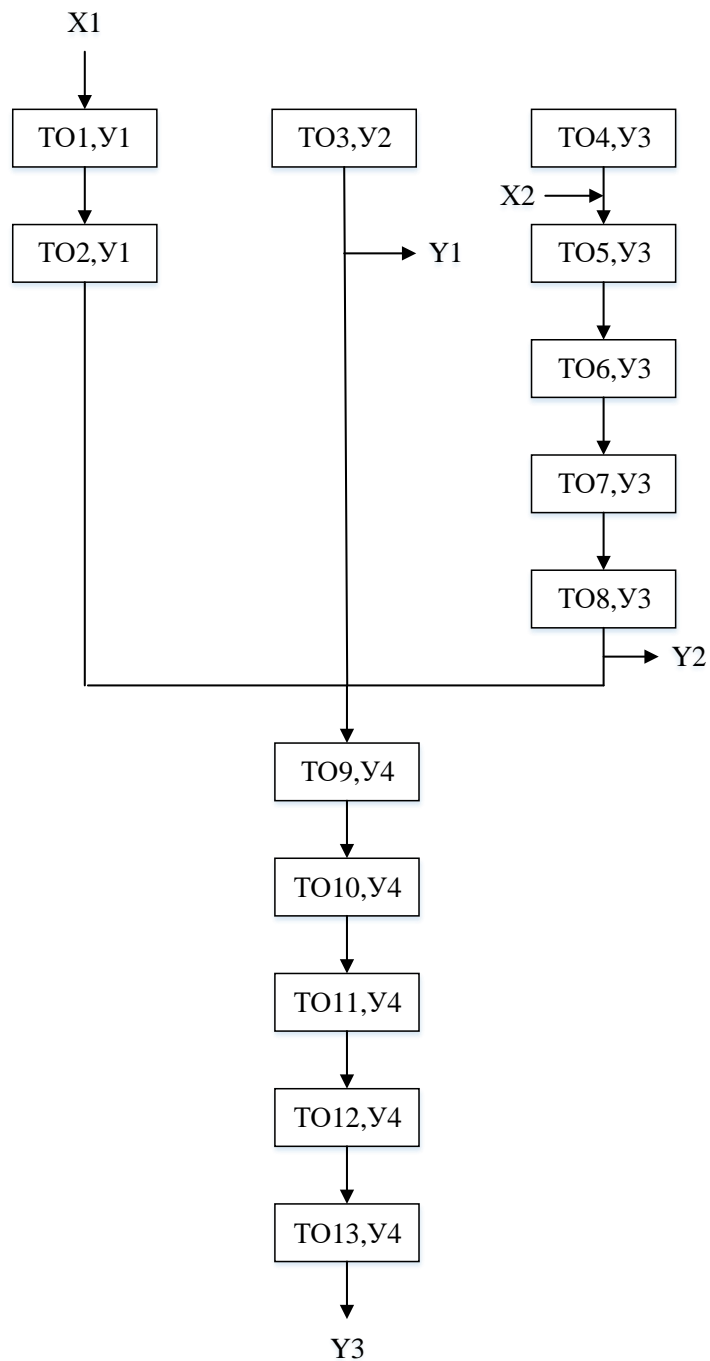 X1
ТО1,У1
ТО3,У2
ТО4,У3
X2
ТО2,У1
Y1
ТО5,У3
ТО6,У3
ТО7,У3
ТО8,У3
Y2
ТО9,У4
ТО10,У4
ТО11,У4
ТО12,У4
ТО13,У4
Y3